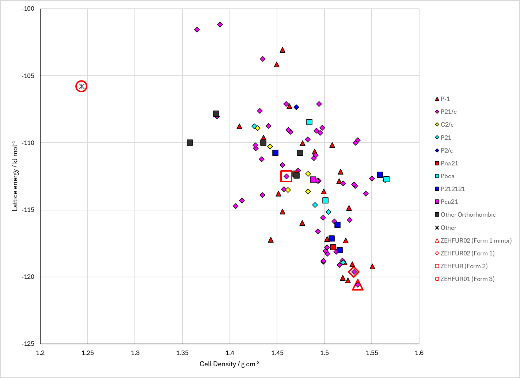 -100
-105
-110
-115
-120
-125
Lattice energy / kJ mol⁻¹
1.2
1.25
1.3
1.35
1.4
1.45
1.5
1.55
1.6
Cell Density / g cm⁻³
P-1
P21/c
C2/c
P21
P2/c
Pna21
Pbca
P212121
Pca21
Other Orthorhombic
Other
ZEHFUR02 (Form 1 minor)
ZEHFUR02 (Form 1)
ZEHFUR (Form 2)
ZEHFUR01 (Form 3)